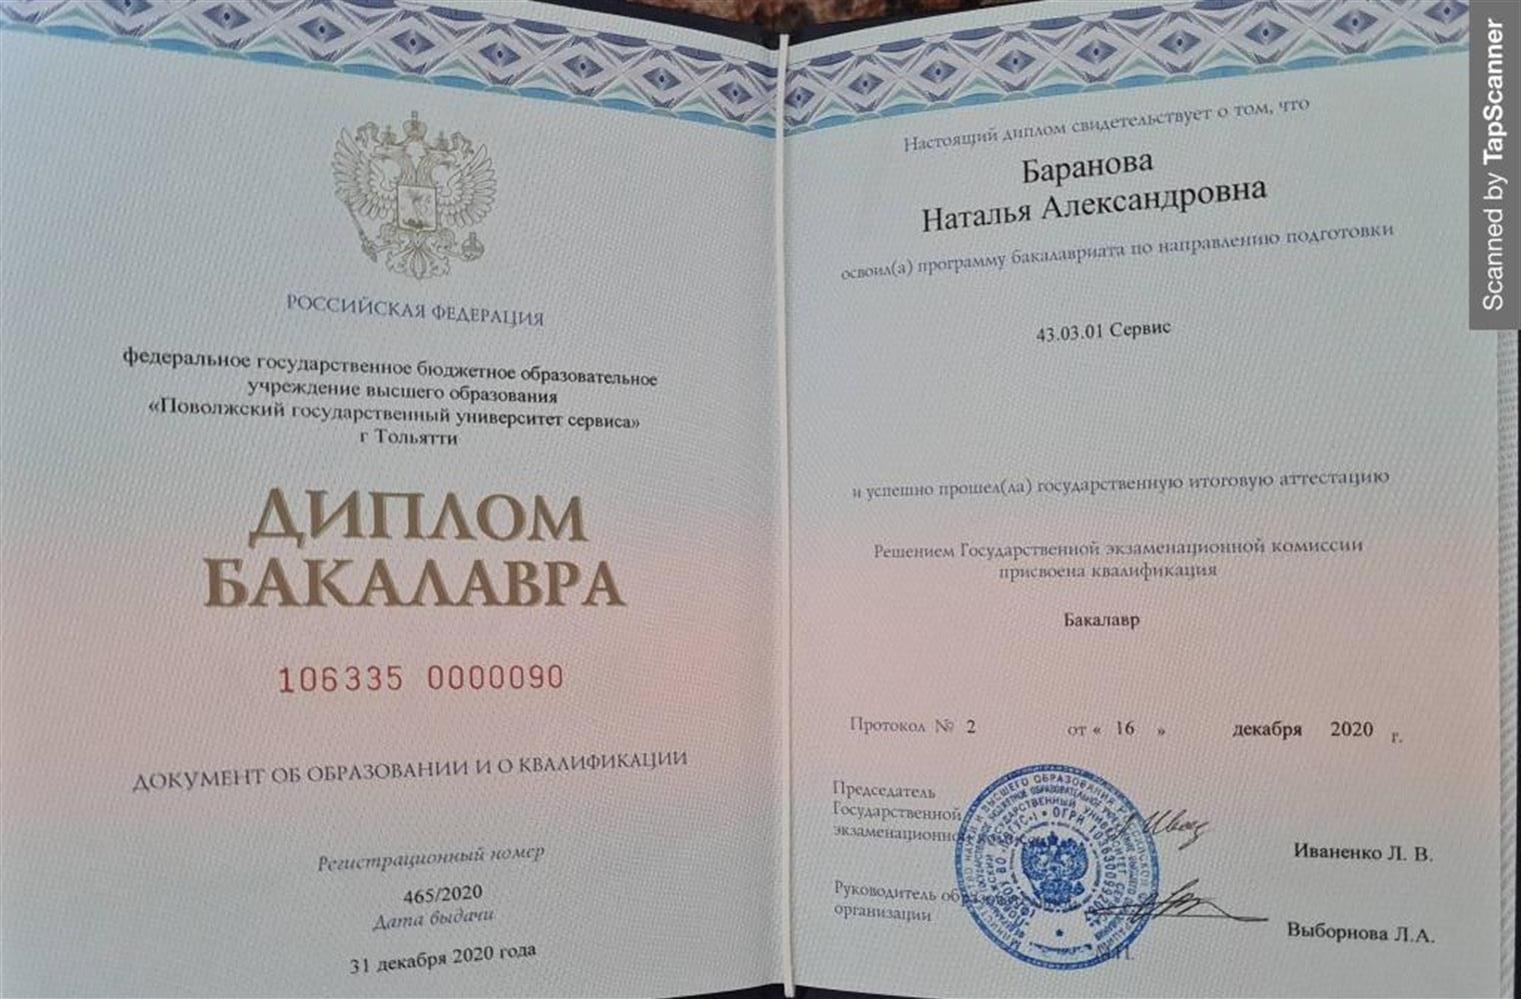 РОССИЙСКАЯ ФЕДЕРАЦИЯ
федеральное государственное бюджетное образовательное
учреждение высшего образования
«Поволжский государственный университет сервиса»
г Тольятти
ДИПЛОМ
БАКАЛАВРА
106335 0000090
ДОКУМЕНТ ОБ ОБРАЗОВАНИИ И О КВАЛИФИКАЦИИ
Регистрационный номер
465/2020
Дата выдачи
31 декабря 2020 года
Настоящий диплом свидетельствует о том, что
Баранова
Наталья Александровна
освоил(а) программу бакалавриата по направлению подготовки
43.03.01 Сервис
и успешно прошел(ла) государственную итоговую аттестацию
Решением Государственной экзаменационной комиссии
присвоена квалификация
Бакалавр
Протокол № 2 от « 16 » декабря 2020 г.
Председатель
Государственной
Иваненко Л. В.
Руководитель
организации
Выборнова Л.А.
М.П.
Scanned by TapScanner